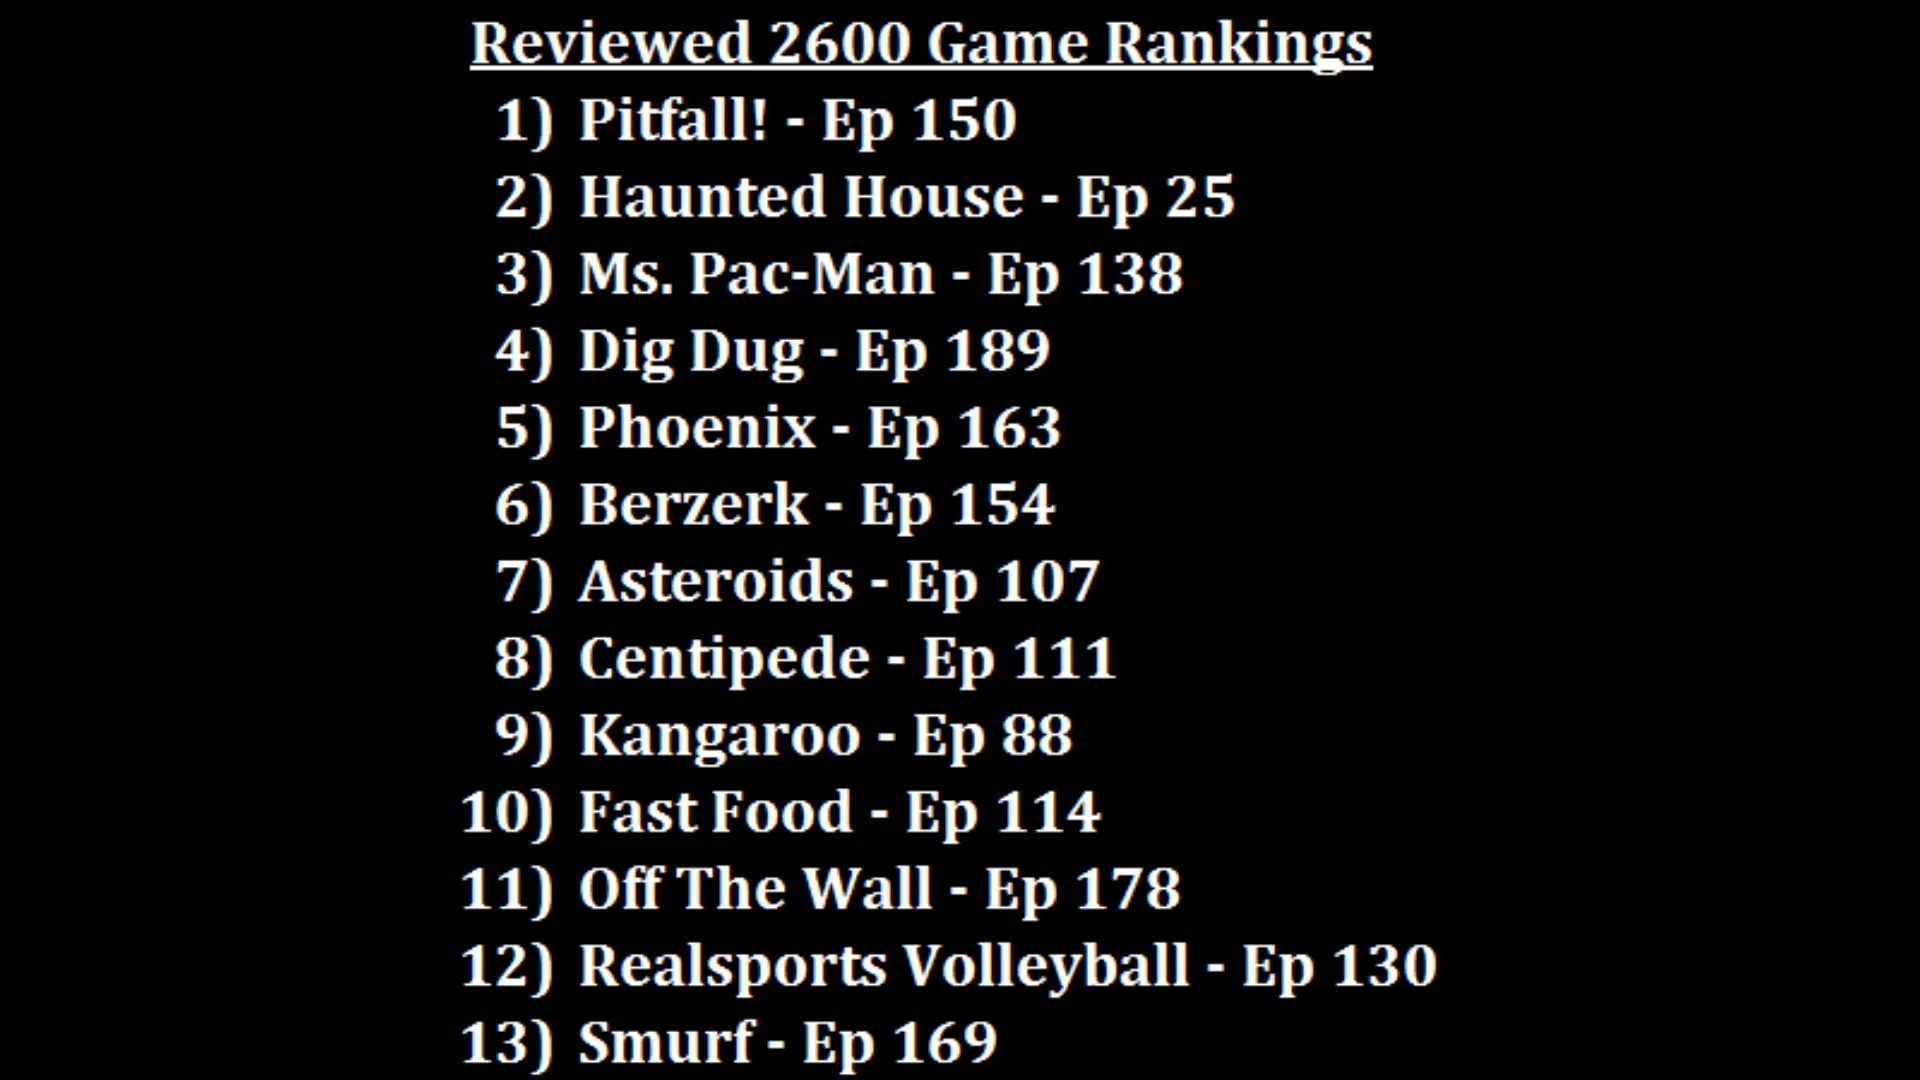 Reviewed 2600 Game Rankings
1) Pitfall! - Ep 150
2) Haunted House - Ep 25
3) Ms. Pac-Man - Ep 138
4) Dig Dug - Ep 189
5) Phoenix - Ep 163
6) Berzerk - Ep 154
7) Asteroids - Ep 107
8) Centipede - Ep 111
9) Kangaroo - Ep 88
10) Fast Food - Ep 114
11) Off The Wall - Ep 178
12) Realsports Volleyball - Ep 130
13) Smurf - Ep 169